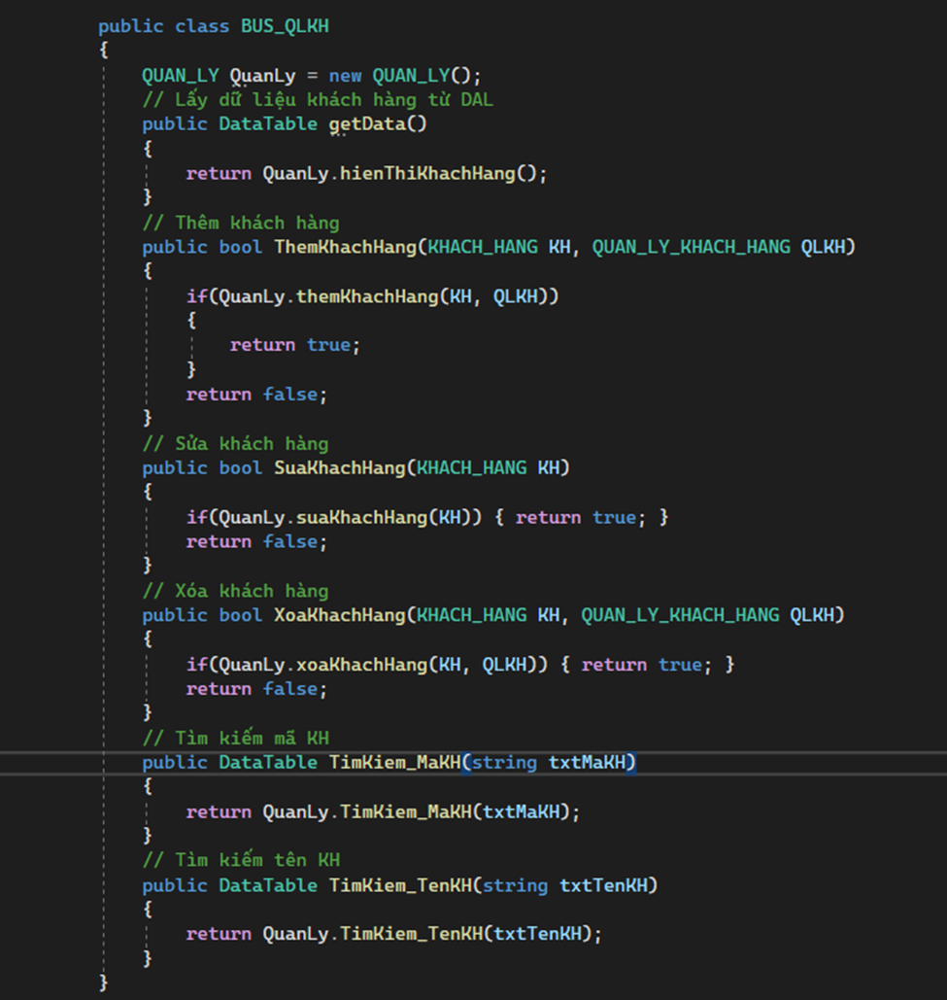 public class BUS_QLKH
{
QUAN_LY QuanLy = new QUAN_LY();
// Lấy dữ liệu khách hàng từ DAL
public DataTable getData()
{
return QuanLy.hienThiKhachHang();
}
// Thêm khách hàng
public bool ThemKhachHang(KHACH_HANG KH, QUAN_LY_KHACH_HANG QLKH)
{
if(QuanLy.themKhachHang(KH, QLKH))
{
return true;
}
return false;
}
// Sửa khách hàng
public bool SuaKhachHang(KHACH_HANG KH)
{
if(QuanLy.suaKhachHang(KH)) { return true; }
return false;
}
// Xóa khách hàng
public bool XoaKhachHang(KHACH_HANG KH, QUAN_LY_KHACH_HANG QLKH)
{
if(QuanLy.xoaKhachHang(KH, QLKH)) { return true; }
return false;
}
// Tìm kiếm mã KH
public DataTable TimKiem_MaKH(string txtMaKH)
{
return QuanLy.TimKiem_MaKH(txtMaKH);
}
// Tìm kiếm tên KH
public DataTable TimKiem_TenKH(string txtTenKH)
{
return QuanLy.TimKiem_TenKH(txtTenKH);
}
}